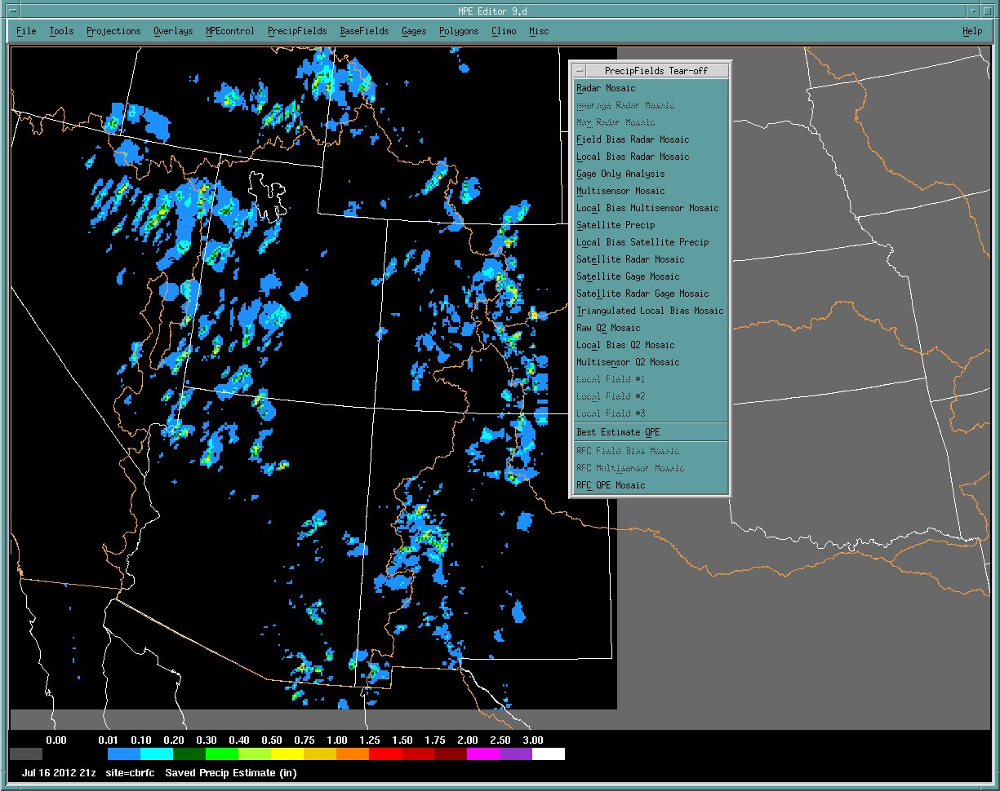 MPE Editor 9.d
File Tools Projections Overlays MPEcontrol PrecipFields BaseFields Gages Polygons Climo Misc Help
PrecipFields Tear-off
Radar Mosaic
Average Radar Mosaic
Max Radar Mosaic
Field Bias Radar Mosaic
Local Bias Radar Mosaic
Gage Only Analysis
Multisensor Mosaic
Local Bias Multisensor Mosaic
Satellite Precip
Local Bias Satellite Precip
Satellite Radar Mosaic
Satellite Gage Mosaic
Satellite Radar Gage Mosaic
Triangulated Local Bias Mosaic
Raw Q2 Mosaic
Local Bias Q2 Mosaic
Multisensor Q2 Mosaic
Local Field #1
Local Field #2
Local Field #3
Best Estimate QPE
RFC Field Bias Mosaic
RFC Multisensor Mosaic
RFC QPE Mosaic
0.00 0.01 0.10 0.20 0.30 0.40 0.50 0.75 1.00 1.25 1.50 1.75 2.00 2.50 3.00
Jul 16 2012 21z site=cbrfc Saved Precip Estimate (in)